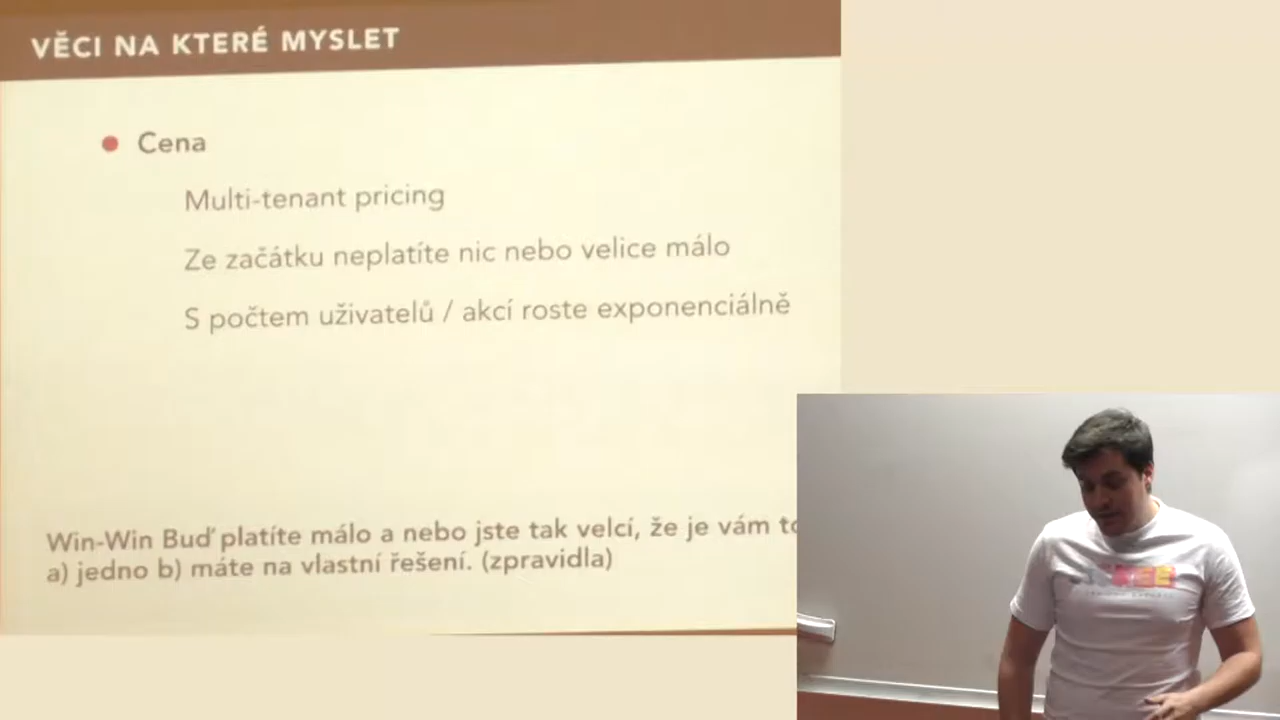 VĚCI NA KTERÉ MYSLET
Cena
Multi-tenant pricing
Ze začátku neplatíte nic nebo velice málo
S počtem uživatelů / akcí roste exponenciálně
Win-Win Buď platíte málo a nebo jste tak velcí, že je vám
a) jedno b) máte na vlastní řešení. (zpravidla)